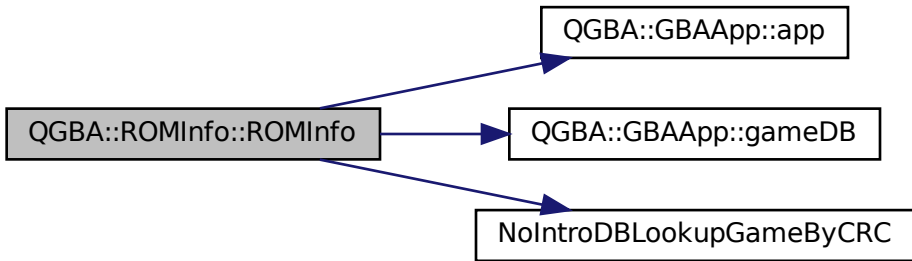 QGBA::GBAApp::app
QGBA::ROMInfo::ROMInfo
QGBA::GBAApp::gameDB
NoIntroDBLookupGameByCRC